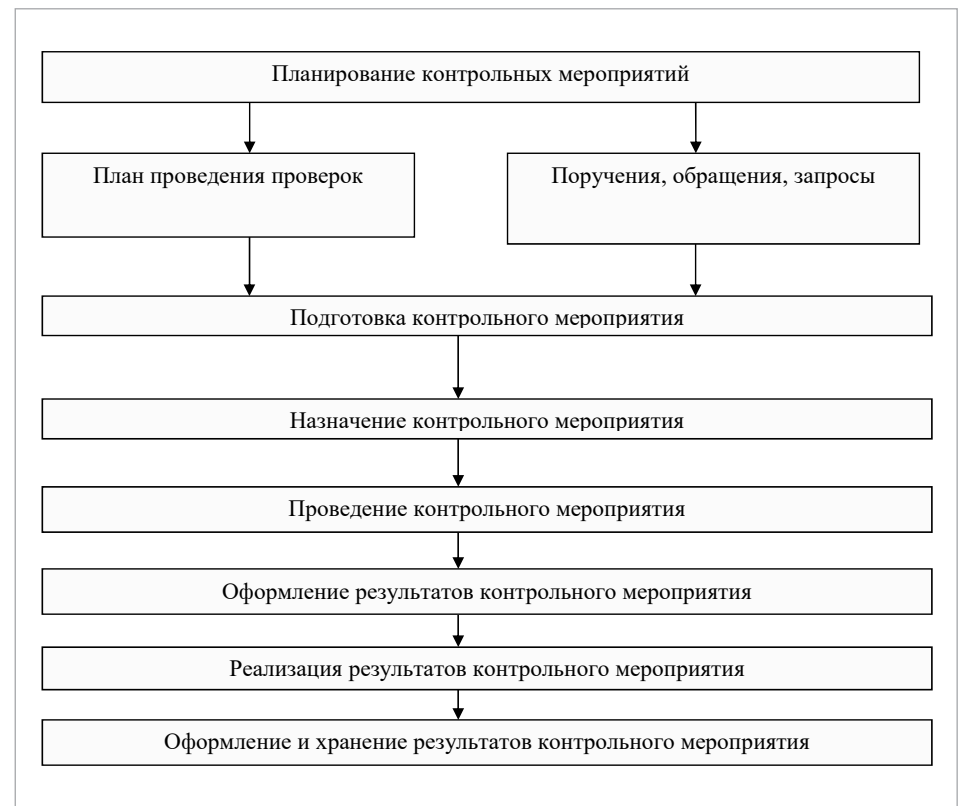 Планирование контрольных мероприятий
План проведения проверок
Поручения, обращения, запросы
Подготовка контрольного мероприятия
Назначение контрольного мероприятия
Проведение контрольного мероприятия
Оформление результатов контрольного мероприятия
Реализация результатов контрольного мероприятия
Оформление и хранение результатов контрольного мероприятия